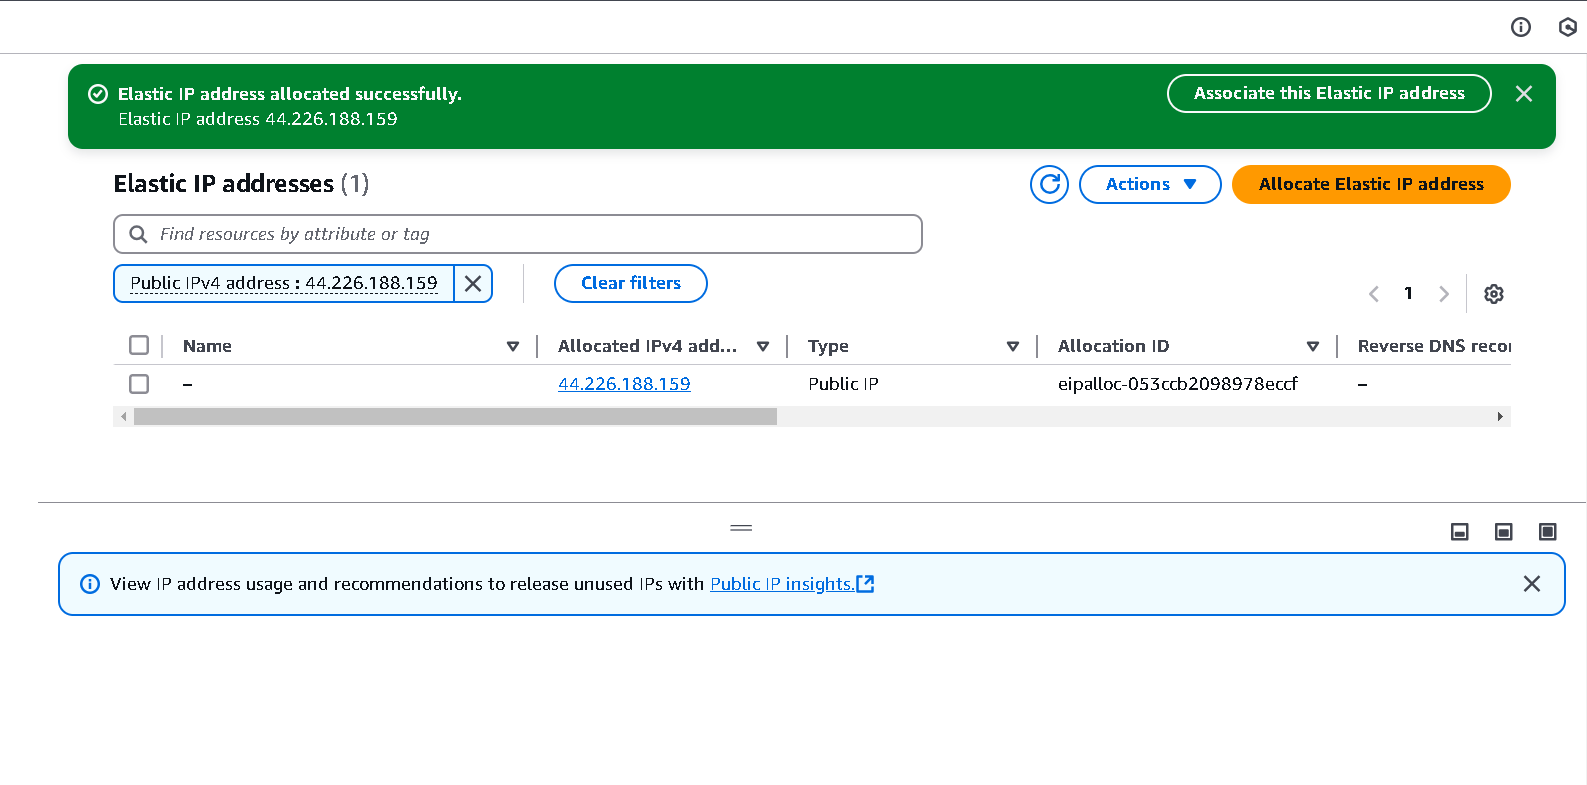 Elastic IP address allocated successfully.
Elastic IP address 44.226.188.159
Associate this Elastic IP address
Elastic IP addresses (1)
Actions
Allocate Elastic IP address
Find resources by attribute or tag
Public IPv4 address : 44.226.188.159
Clear filters
1
Name
Allocated IPv4 add...
Type
Allocation ID
Reverse DNS recor
–
44.226.188.159
Public IP
eipalloc-053ccb2098978eccf
–
View IP address usage and recommendations to release unused IPs with Public IP insights.